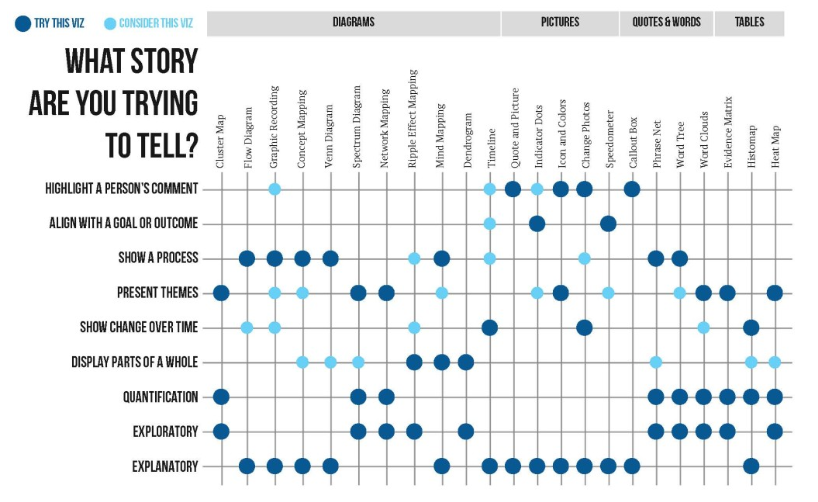 TRY THIS VIZ
CONSIDER THIS VIZ
DIAGRAMS
PICTURES
QUOTES & WORDS
TABLES
WHAT STORY
ARE YOU TRYING
TO TELL?
Cluster Map
Flow Diagram
Graphic Recording
Concept Mapping
Venn Diagram
Spectrum Diagram
Network Mapping
Ripple Effect Mapping
Mind Mapping
Dendrogram
Timeline
Quote and Picture
Indicator Dots
Icon and Colors
Change Photos
Speedometer
Callout Box
Phrase Net
Word Tree
Word Clouds
Evidence Matrix
Histomap
Heat Map
HIGHLIGHT A PERSON'S COMMENT
ALIGN WITH A GOAL OR OUTCOME
SHOW A PROCESS
PRESENT THEMES
SHOW CHANGE OVER TIME
DISPLAY PARTS OF A WHOLE
QUANTIFICATION
EXPLORATORY
EXPLANATORY